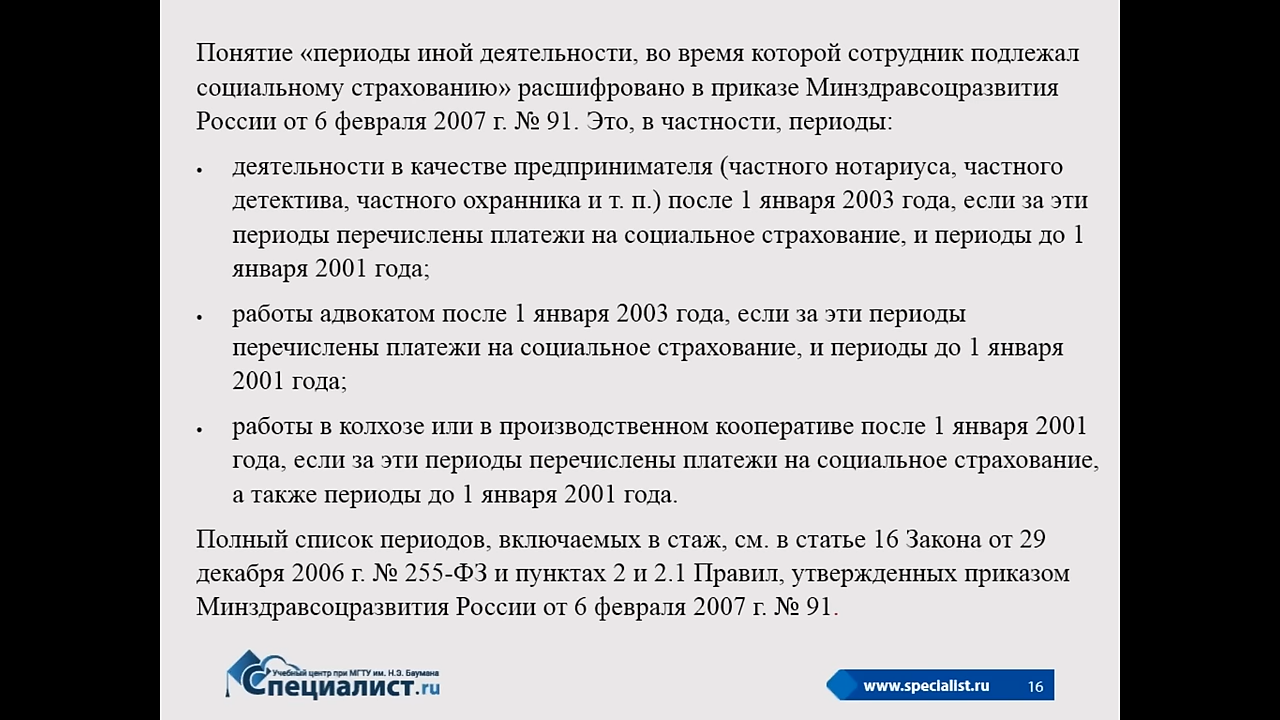 Понятие «периоды иной деятельности, во время которой сотрудник подлежал
социальному страхованию» расшифровано в приказе Минздравсоцразвития
России от 6 февраля 2007 г. № 91. Это, в частности, периоды:
• деятельности в качестве предпринимателя (частного нотариуса, частного
детектива, частного охранника и т. п.) после 1 января 2003 года, если за эти
периоды перечислены платежи на социальное страхование, и периоды до 1
января 2001 года;
• работы адвокатом после 1 января 2003 года, если за эти периоды
перечислены платежи на социальное страхование, и периоды до 1 января
2001 года;
• работы в колхозе или в производственном кооперативе после 1 января 2001
года, если за эти периоды перечислены платежи на социальное страхование,
а также периоды до 1 января 2001 года.
Полный список периодов, включаемых в стаж, см. в статье 16 Закона от 29
декабря 2006 г. № 255-ФЗ и пунктах 2 и 2.1 Правил, утвержденных приказом
Минздравсоцразвития России от 6 февраля 2007 г. № 91.
Учебный центр при МГТУ им. Н.Э. Баумана
Специалист.ru
www.specialist.ru 16